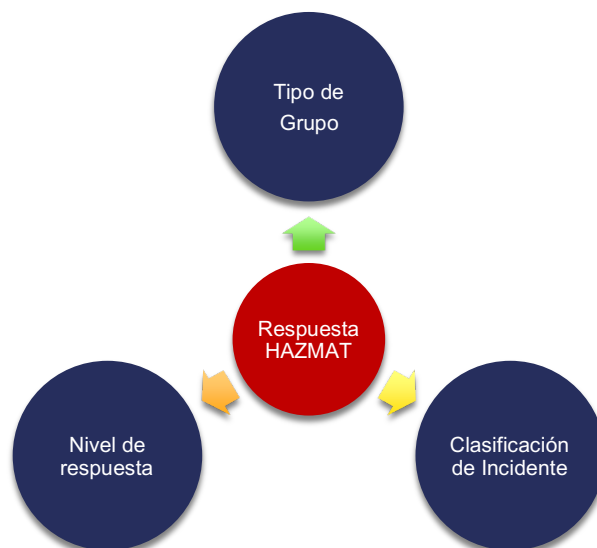 Tipo de
Grupo
Respuesta
HAZMAT
Nivel de
respuesta
Clasificación
de Incidente